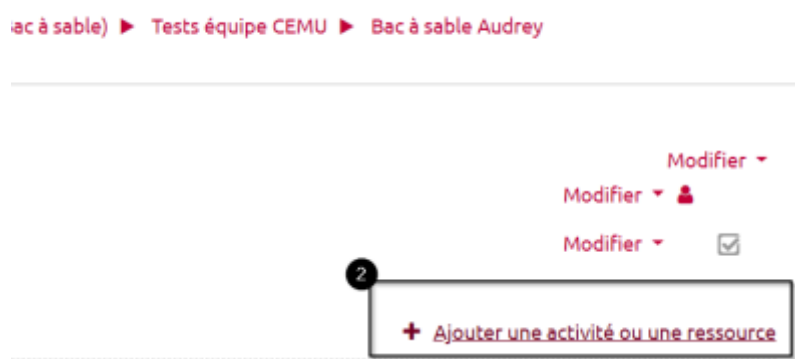 ac à sable) ► Tests équipe CEMU ► Bac à sable Audrey
Modifier
Modifier
Modifier
2
+ Ajouter une activité ou une ressource